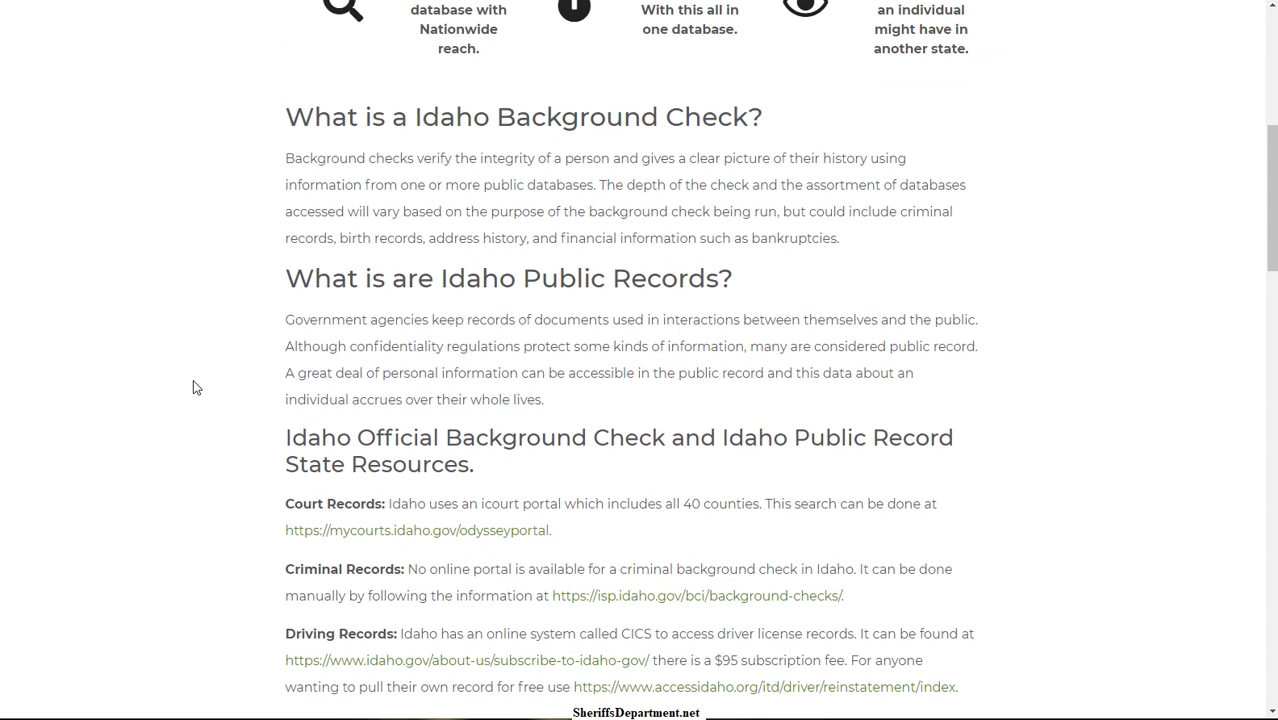 database with
Nationwide
reach.
With this all in
one database.
an individual
might have in
another state.
What is a Idaho Background Check?
Background checks verify the integrity of a person and gives a clear picture of their history using
information from one or more public databases. The depth of the check and the assortment of databases
accessed will vary based on the purpose of the background check being run, but could include criminal
records, birth records, address history, and financial information such as bankruptcies.
What is are Idaho Public Records?
Government agencies keep records of documents used in interactions between themselves and the public.
Although confidentiality regulations protect some kinds of information, many are considered public record.
A great deal of personal information can be accessible in the public record and this data about an
individual accrues over their whole lives.
Idaho Official Background Check and Idaho Public Record
State Resources.
Court Records: Idaho uses an icourt portal which includes all 40 counties. This search can be done at
https://mycourts.idaho.gov/odysseyportal.
Criminal Records: No online portal is available for a criminal background check in Idaho. It can be done
manually by following the information at https://isp.idaho.gov/bci/background-checks/.
Driving Records: Idaho has an online system called CICS to access driver license records. It can be found at
https://www.idaho.gov/about-us/subscribe-to-idaho-gov/ there is a $95 subscription fee. For anyone
wanting to pull their own record for free use https://www.accessidaho.org/itd/driver/reinstatement/index.
SheriffsDepartment.net